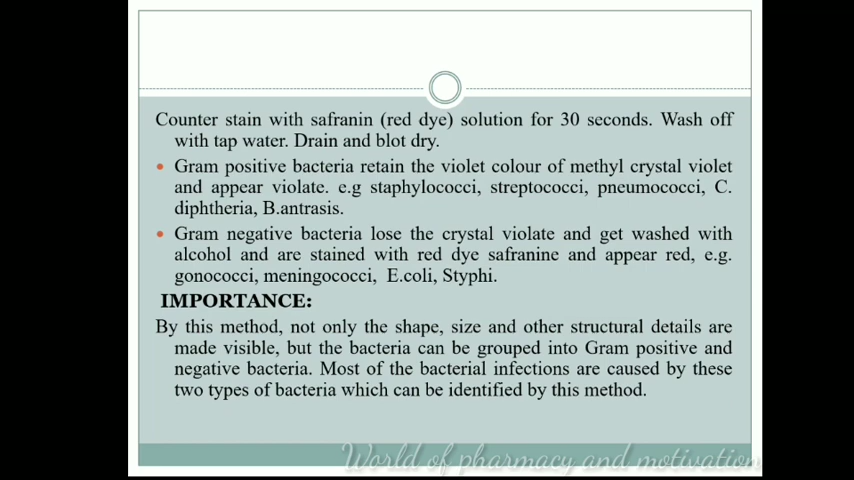 Counter stain with safranin (red dye) solution for 30 seconds. Wash off
with tap water. Drain and blot dry.
• Gram positive bacteria retain the violet colour of methyl crystal violet
and appear violate. e.g staphylococci, streptococci, pneumococci, C.
diphtheria, B.antrasis.
• Gram negative bacteria lose the crystal violate and get washed with
alcohol and are stained with red dye safranine and appear red, e.g.
gonococci, meningococci, E.coli, Styphi.
IMPORTANCE:
By this method, not only the shape, size and other structural details are
made visible, but the bacteria can be grouped into Gram positive and
negative bacteria. Most of the bacterial infections are caused by these
two types of bacteria which can be identified by this method.
World of pharmacy and motivation